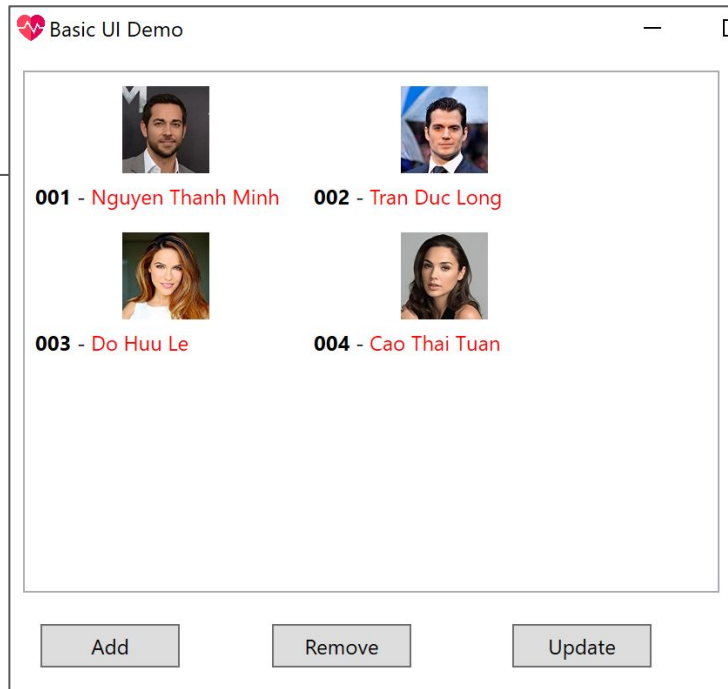 Basic UI Demo
001 - Nguyen Thanh Minh
002 - Tran Duc Long
003 - Do Huu Le
004 - Cao Thai Tuan
Add
Remove
Update